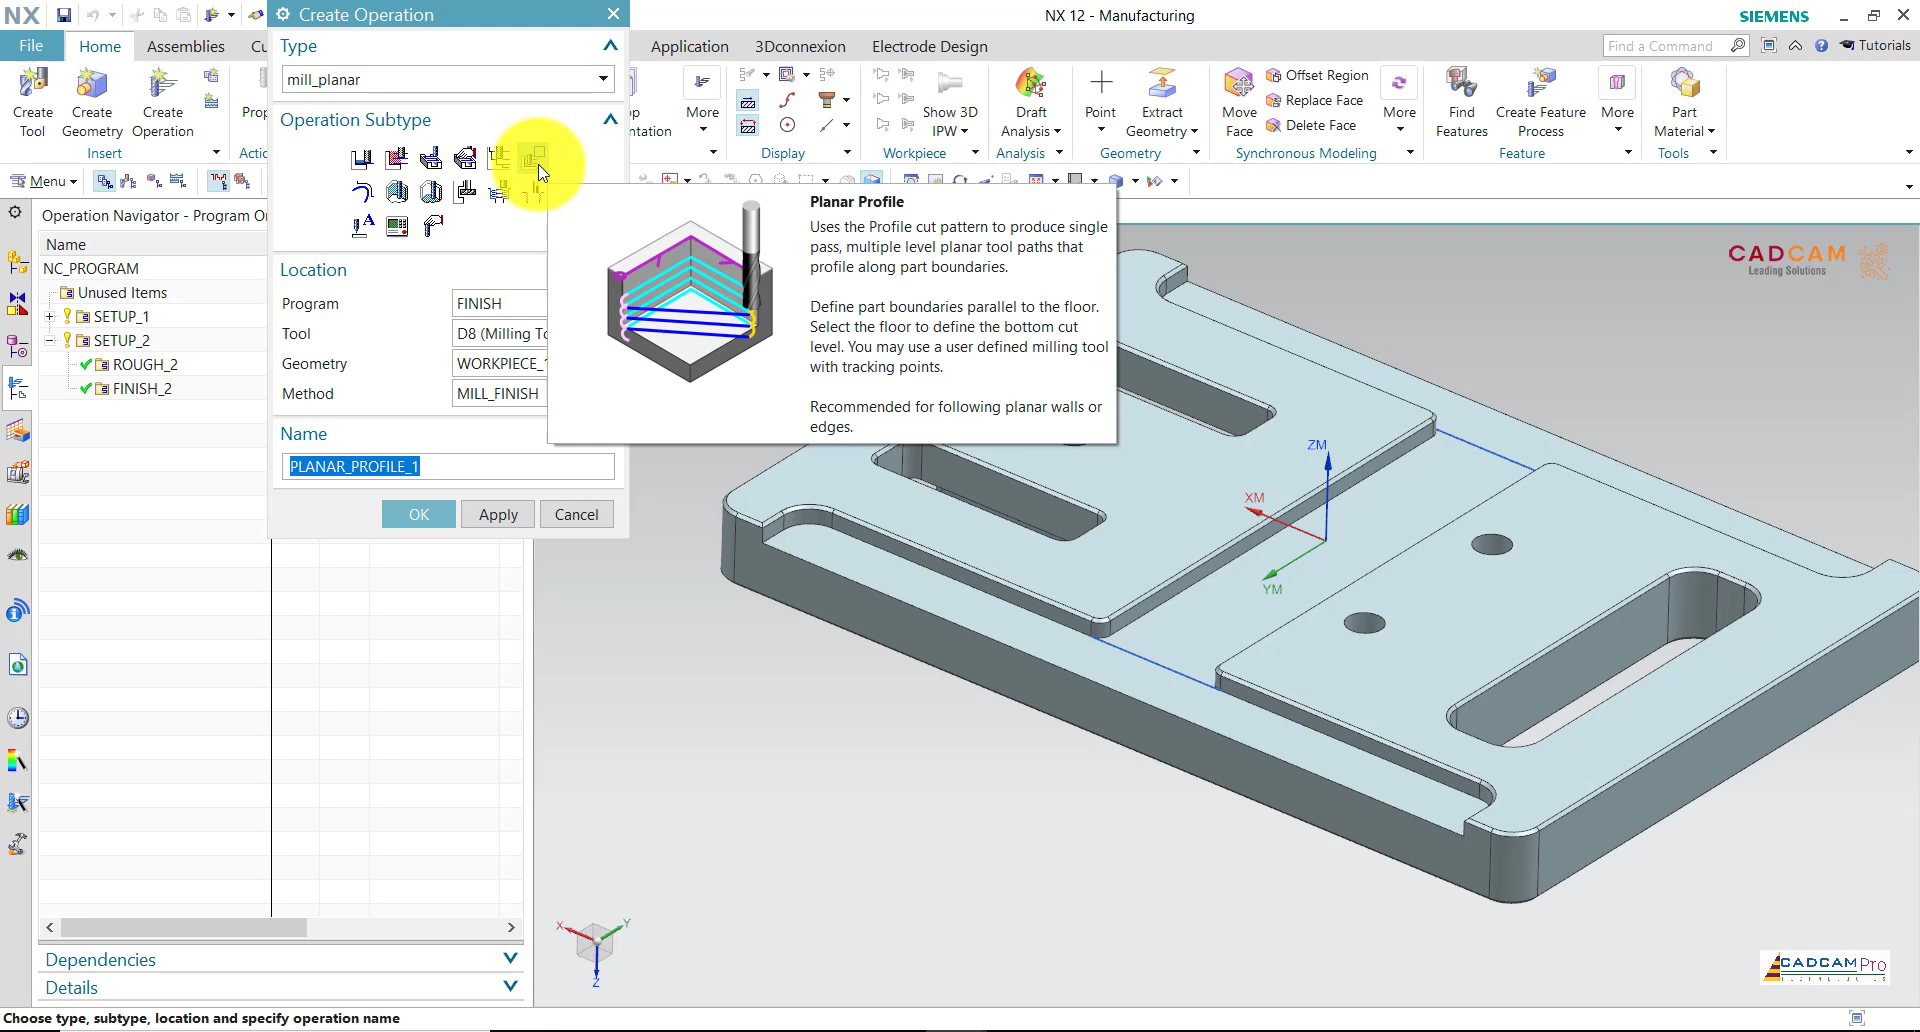 NX
Create Operation
NX 12 - Manufacturing
SIEMENS
File
Home
Assemblies
Cu
Application
3Dconnexion
Electrode Design
Find a Command
Tutorials
Type
mill_planar
Operation Subtype
Create
Tool
Create
Geometry
Create
Operation
Insert
Actic
More
Display
Show 3D
IPW
Workpiece
Draft
Analysis
Analysis
Point
Extract
Geometry
Geometry
Move
Face
Offset Region
Replace Face
Delete Face
More
Synchronous Modeling
Find
Features
Create Feature
Process
More
Feature
Part
Material
Tools
Menu
Operation Navigator - Program Or
Name
NC_PROGRAM
Unused Items
SETUP_1
SETUP_2
ROUGH_2
FINISH_2
Location
Program
FINISH
Tool
Geometry
WORKPIECE_
Method
MILL_FINISH
Name
PLANAR_PROFILE_1
OK
Apply
Cancel
Planar Profile
Uses the Profile cut pattern to produce single
pass, multiple level planar tool paths that
profile along part boundaries.
Define part boundaries parallel to the floor.
Select the floor to define the bottom cut
level. You may use a user defined milling tool
with tracking points.
Recommended for following planar walls or
edges.
CADCAM
Leading Solutions
ZM
XM
YM
X
Y
Z
CADCAM Pro
Dependencies
Details
Choose type, subtype, location and specify operation name